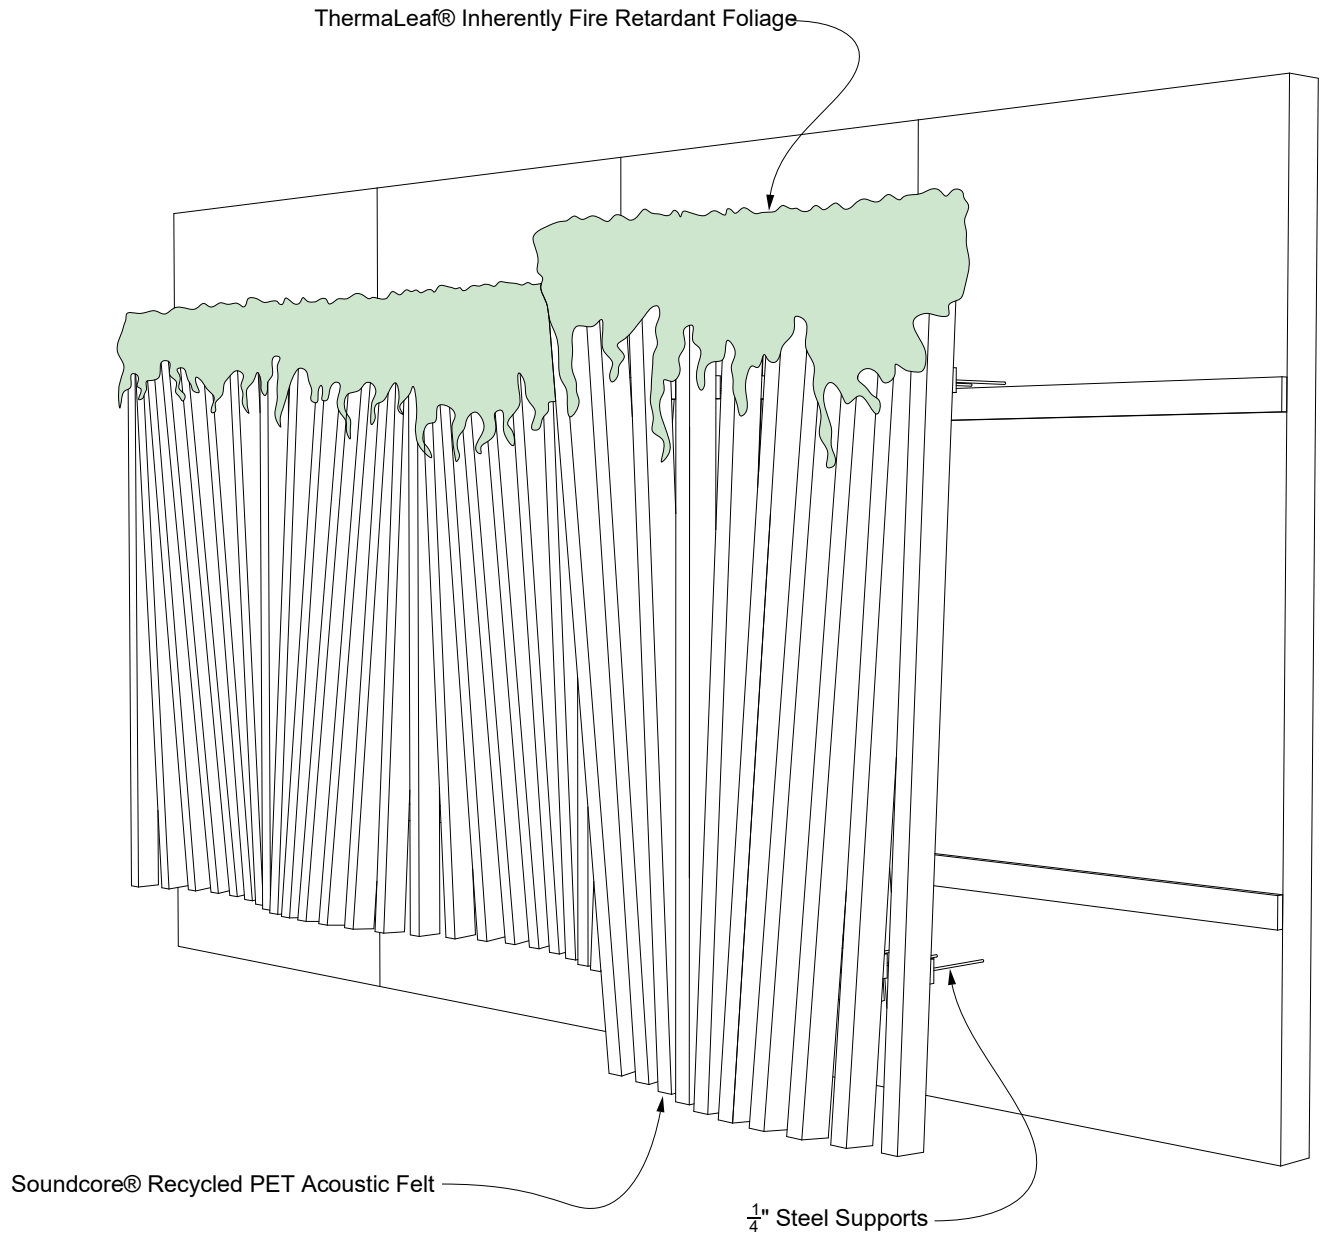 ThermaLeaf® Inherently Fire Retardant Foliage
Soundcore® Recycled PET Acoustic Felt
1/4" Steel Supports